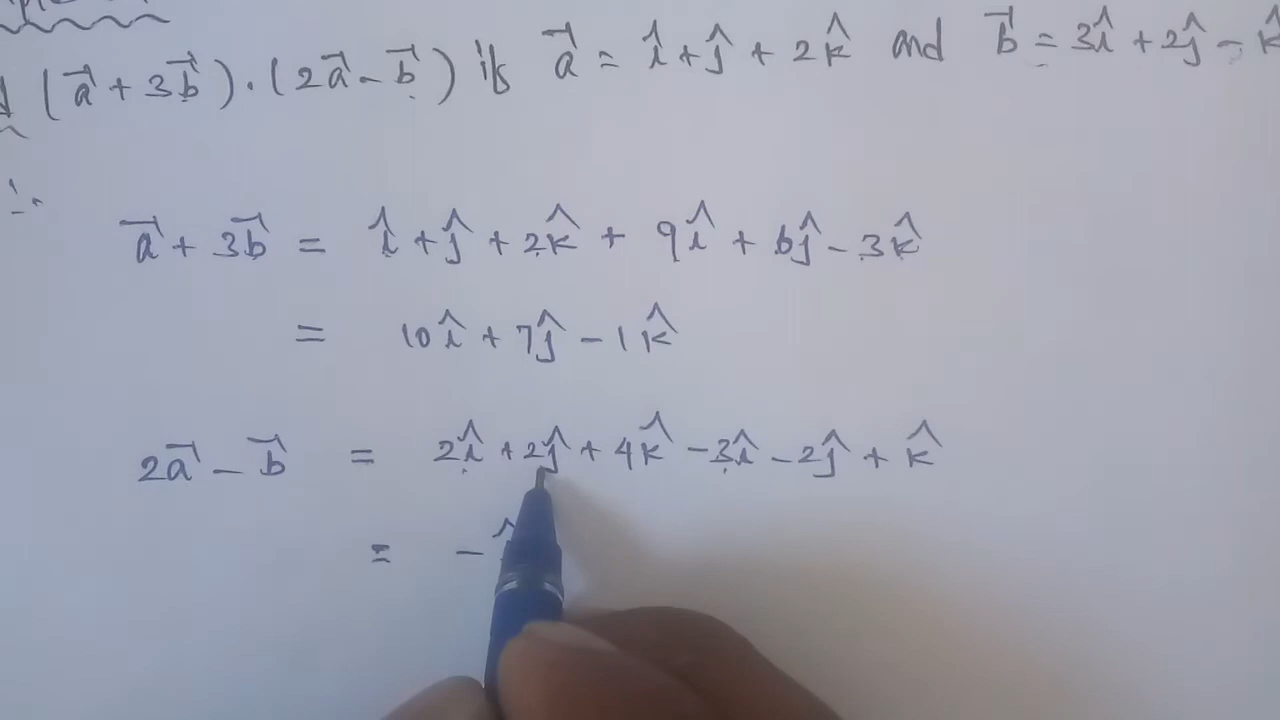 (a⃗ + 3b⃗) · (2a⃗ - b⃗) if a⃗ = î + ĵ + 2k̂ and b⃗ = 3î + 2ĵ - k̂
a⃗ + 3b⃗ = î + ĵ + 2k̂ + 9î + 6ĵ - 3k̂
= 10î + 7ĵ - 1k̂
2a⃗ - b⃗ = 2î + 2ĵ + 4k̂ - 3î - 2ĵ + k̂
= -